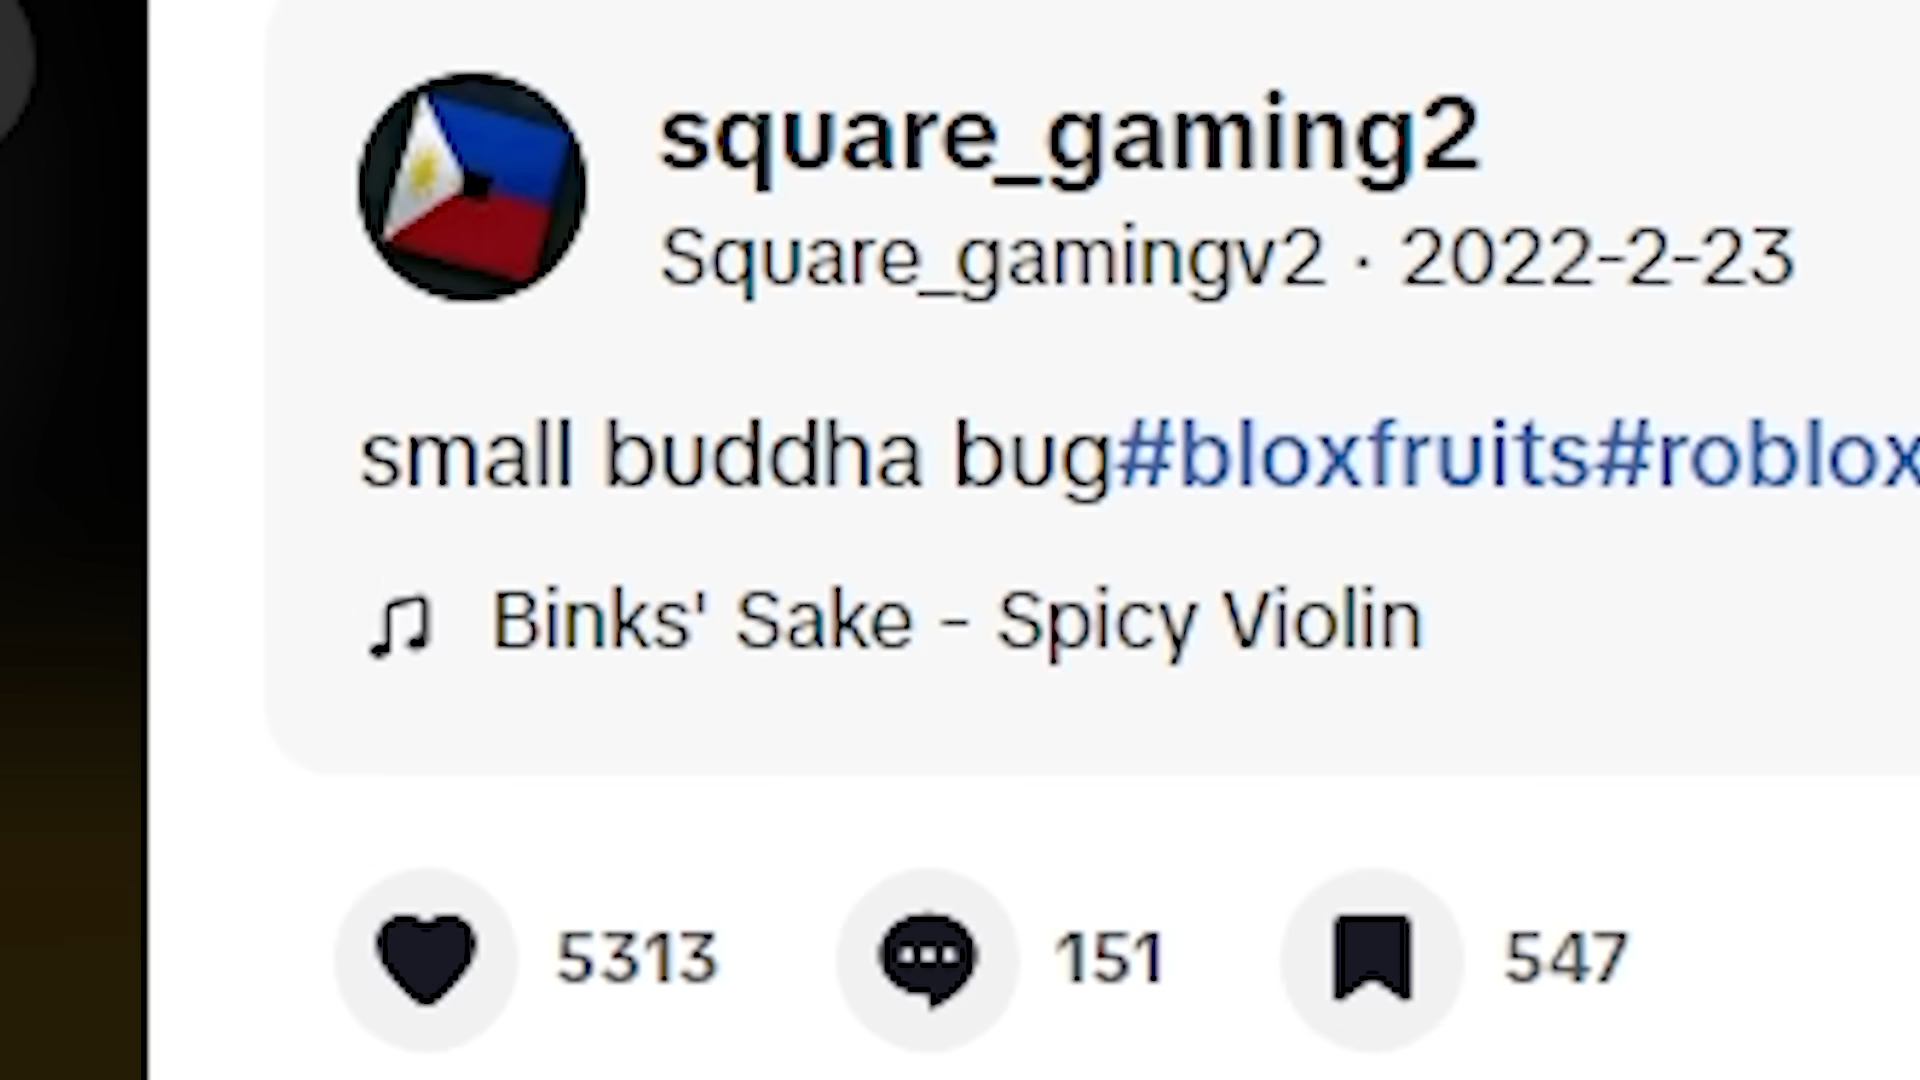 square_gaming2
Square_gamingv2 · 2022-2-23
small buddha bug#bloxfruits#roblox
Binks' Sake - Spicy Violin
5313 151 547